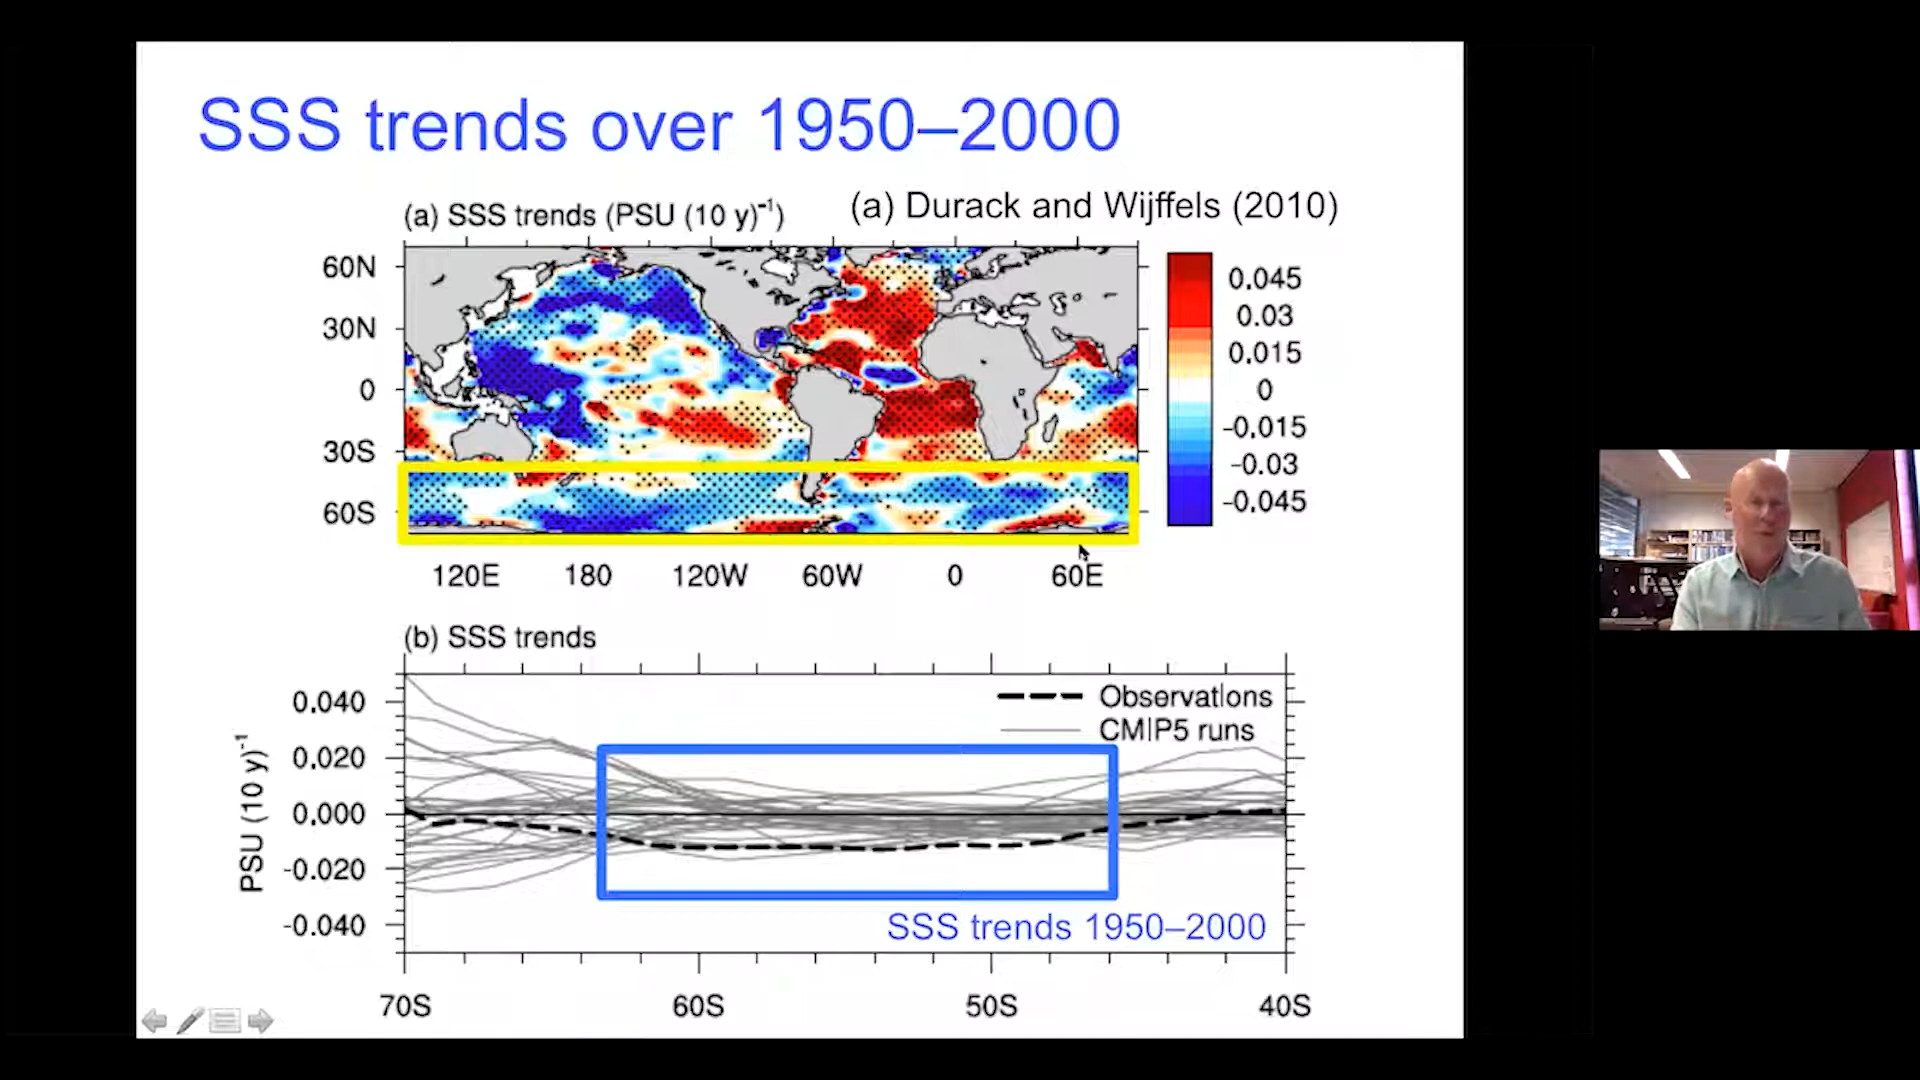 SSS trends over 1950–2000
(a) SSS trends (PSU (10 y)⁻¹)
(a) Durack and Wijffels (2010)
60N
30N
0
30S
60S
120E 180 120W 60W 0 60E
0.045
0.03
0.015
0
-0.015
-0.03
-0.045
(b) SSS trends
PSU (10 y)⁻¹
0.040
0.020
0.000
-0.020
-0.040
Observations
CMIP5 runs
SSS trends 1950–2000
70S 60S 50S 40S